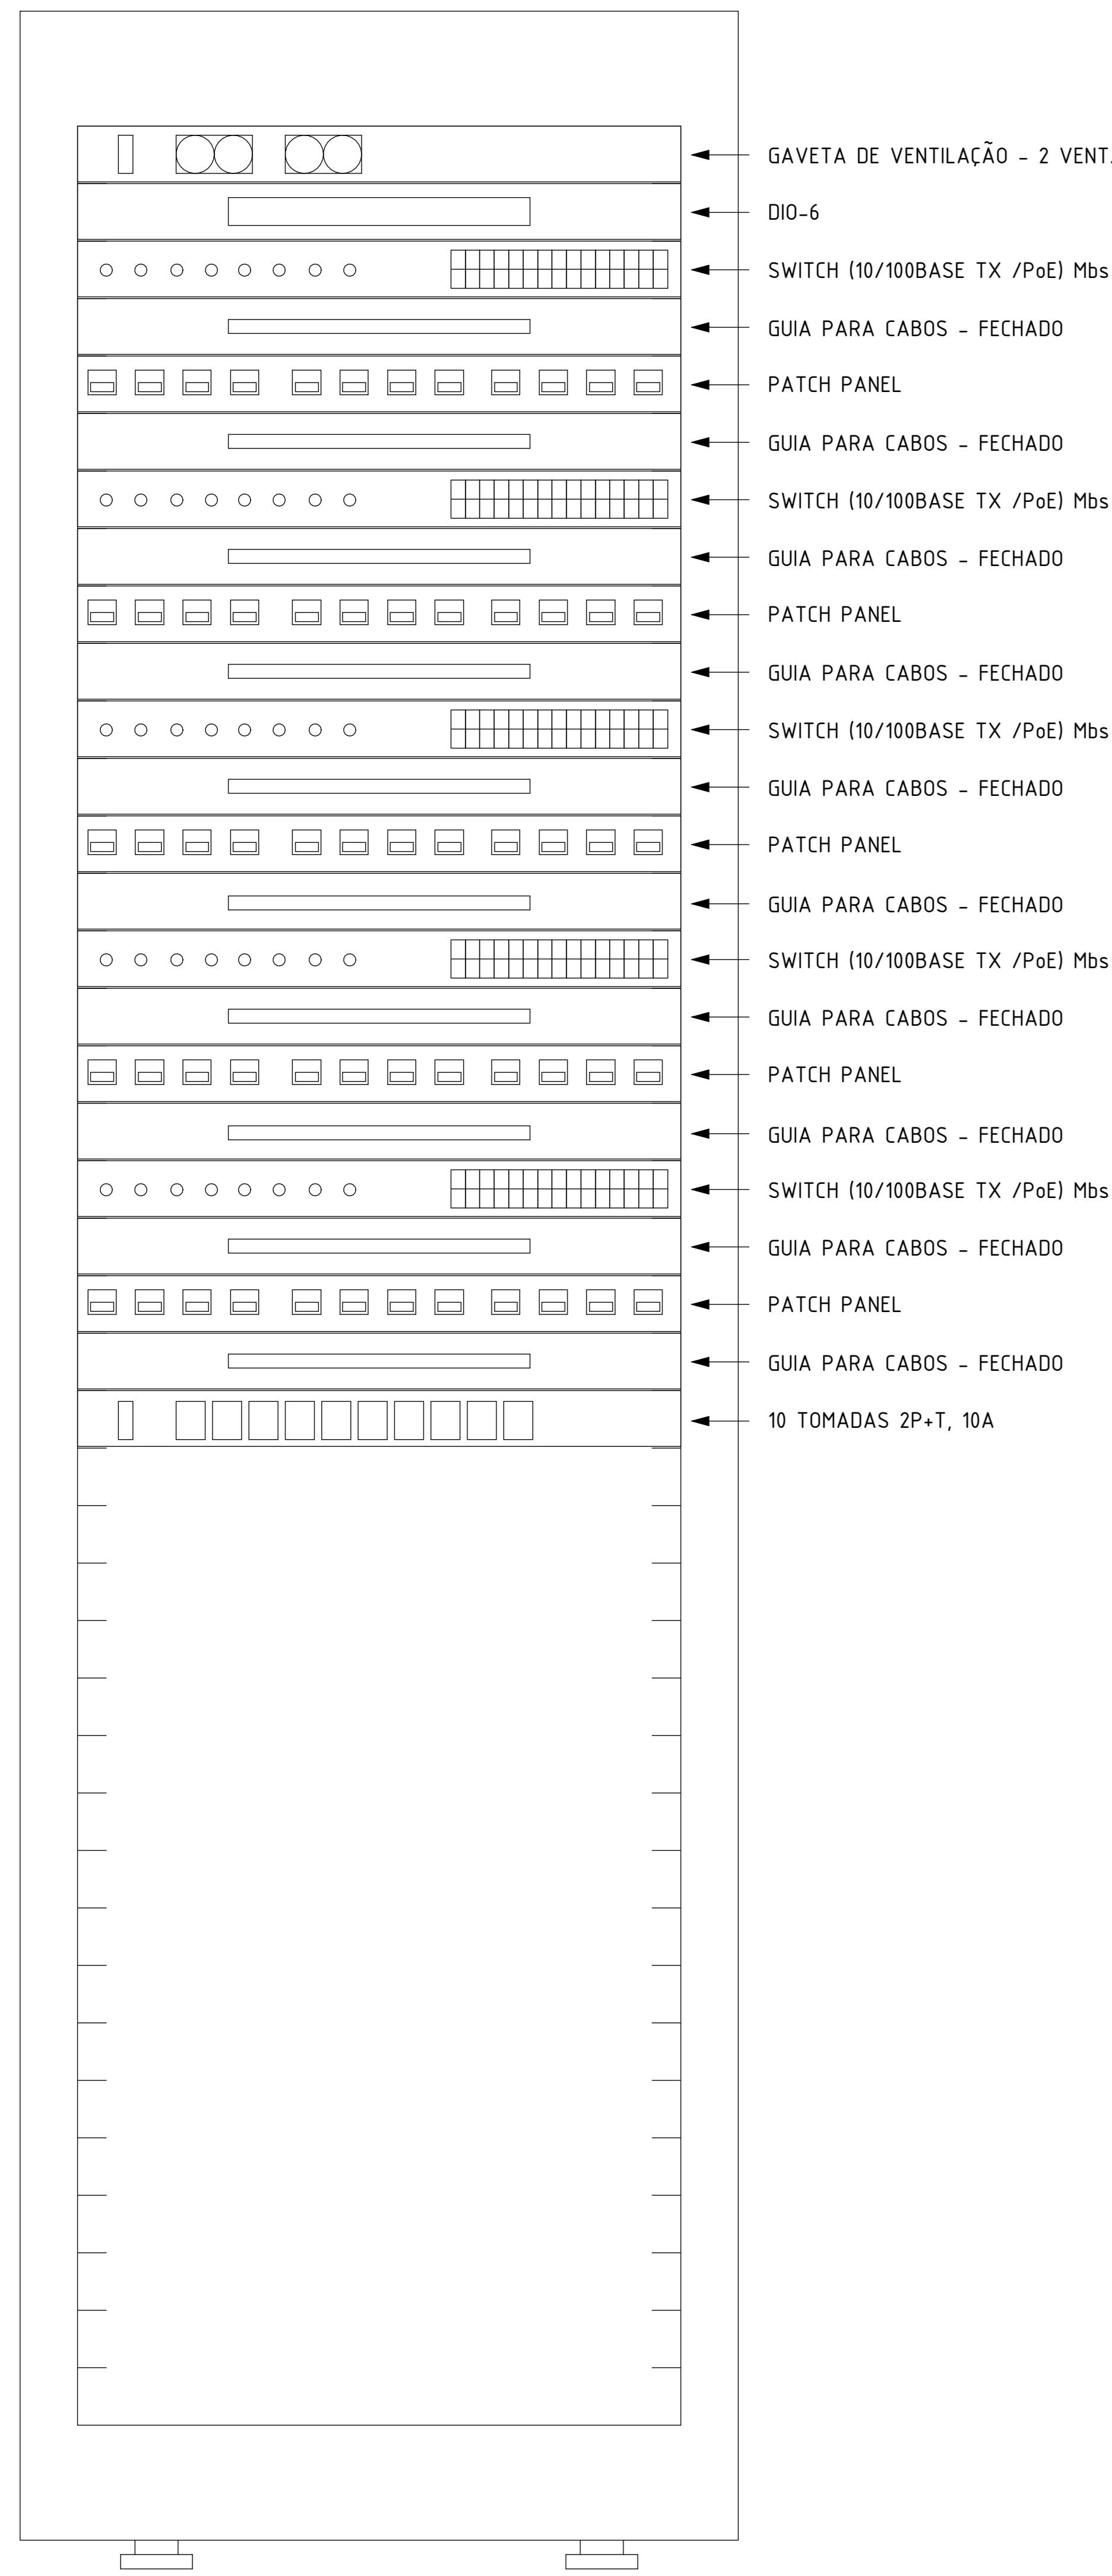 GAVETA DE VENTILAÇÃO - 2 VENT.
DIO-6
SWITCH (10/100BASE TX /PoE) Mbs
GUIA PARA CABOS - FECHADO
PATCH PANEL
GUIA PARA CABOS - FECHADO
SWITCH (10/100BASE TX /PoE) Mbs
GUIA PARA CABOS - FECHADO
PATCH PANEL
GUIA PARA CABOS - FECHADO
SWITCH (10/100BASE TX /PoE) Mbs
GUIA PARA CABOS - FECHADO
PATCH PANEL
GUIA PARA CABOS - FECHADO
SWITCH (10/100BASE TX /PoE) Mbs
GUIA PARA CABOS - FECHADO
PATCH PANEL
GUIA PARA CABOS - FECHADO
SWITCH (10/100BASE TX /PoE) Mbs
GUIA PARA CABOS - FECHADO
PATCH PANEL
GUIA PARA CABOS - FECHADO
10 TOMADAS 2P+T, 10A